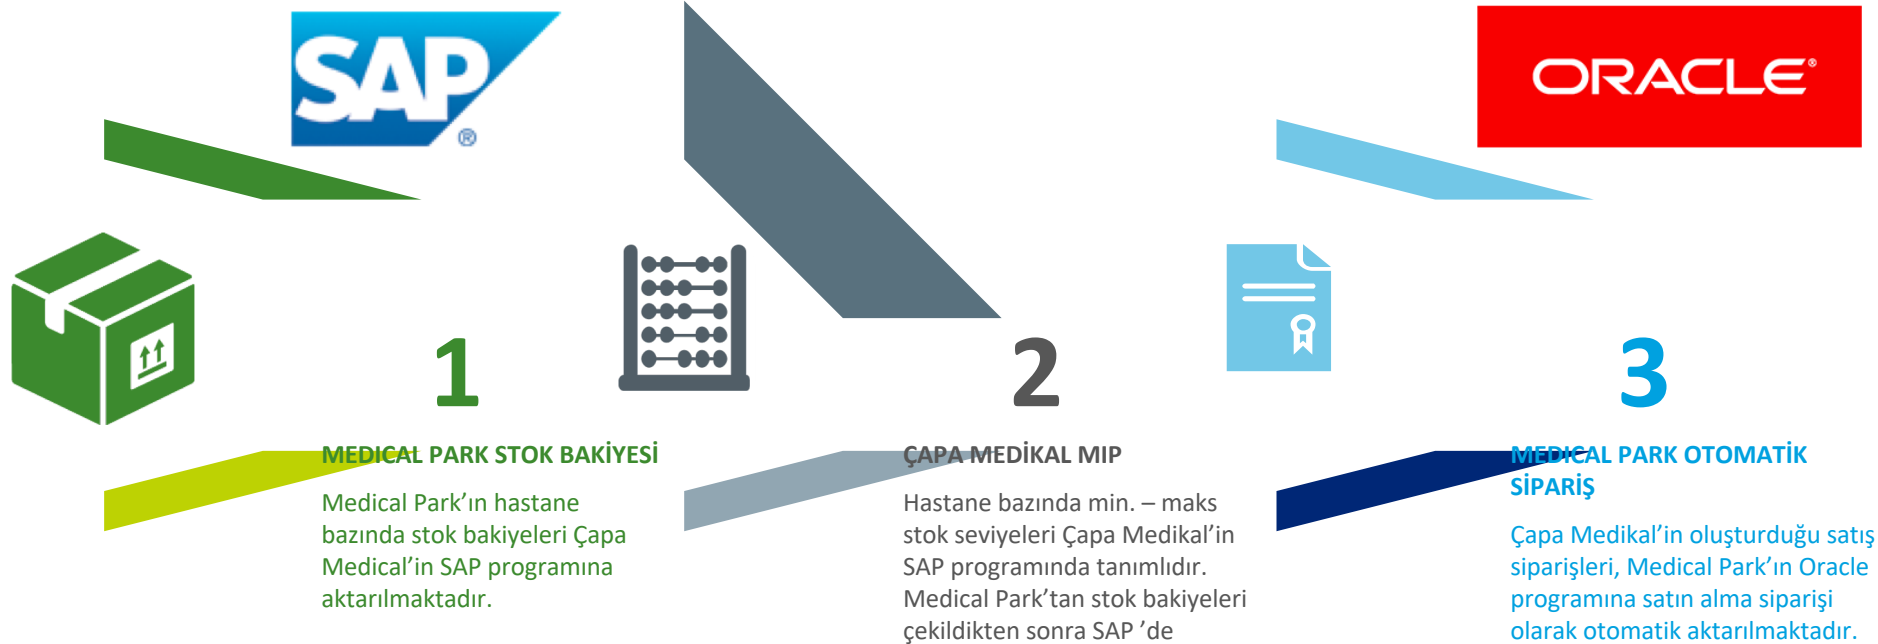 SAP
®
ORACLE®
1
MEDICAL PARK STOK BAKİYESİ
Medical Park’ın hastane
bazında stok bakiyeleri Çapa
Medical’in SAP programına
aktarılmaktadır.
2
ÇAPA MEDİKAL MIP
Hastane bazında min. – maks
stok seviyeleri Çapa Medikal’in
SAP programında tanımlıdır.
Medical Park’tan stok bakiyeleri
çekildikten sonra SAP ’de
3
MEDICAL PARK OTOMATİK
SİPARİŞ
Çapa Medikal’in oluşturduğu satış
siparişleri, Medical Park’ın Oracle
programına satın alma siparişi
olarak otomatik aktarılmaktadır.